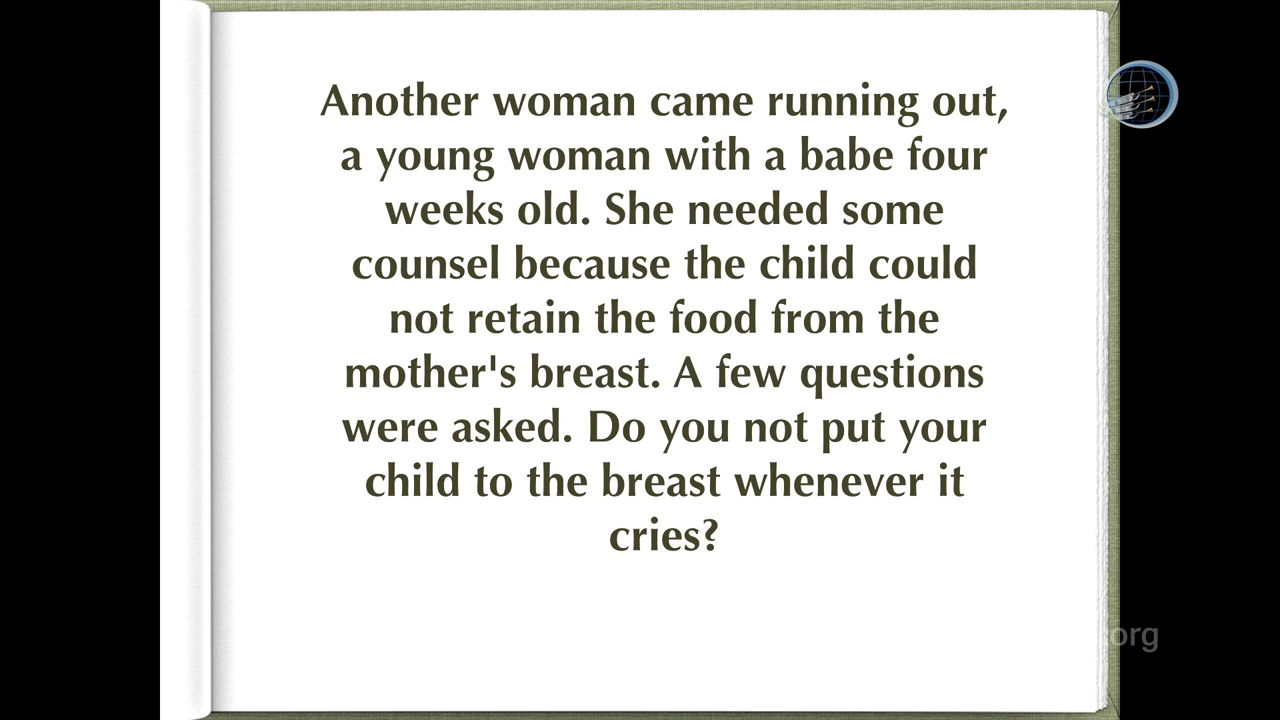 Another woman came running out,
a young woman with a babe four
weeks old. She needed some
counsel because the child could
not retain the food from the
mother's breast. A few questions
were asked. Do you not put your
child to the breast whenever it
cries?
.org